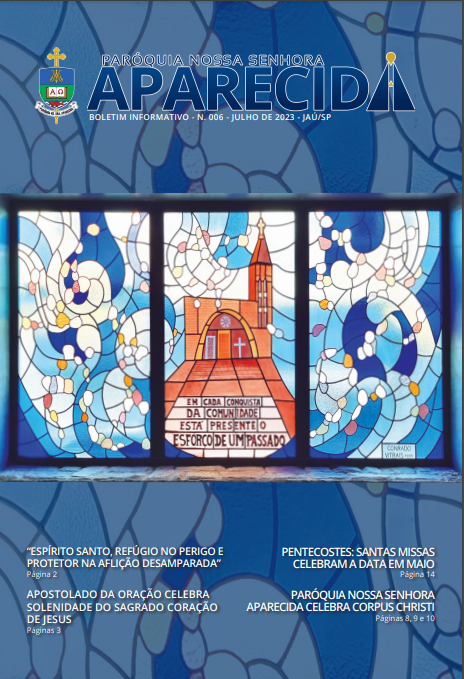 PARÓQUIA NOSSA SENHORA
APARECIDA
BOLETIM INFORMATIVO - N. 006 - JULHO DE 2023 - JAÚ/SP
Α Ω
EM CADA CONQUISTA
DA COMUNIDADE
ESTÁ PRESENTE O
ESFORÇO DE UM PASSADO
CONRADO
VITRAIS
"ESPÍRITO SANTO, REFÚGIO NO PERIGO E
PROTETOR NA AFLIÇÃO DESAMPARADA"
Página 2
APOSTOLADO DA ORAÇÃO CELEBRA
SOLENIDADE DO SAGRADO CORAÇÃO
DE JESUS
Páginas 3
PENTECOSTES: SANTAS MISSAS
CELEBRAM A DATA EM MAIO
Página 14
PARÓQUIA NOSSA SENHORA
APARECIDA CELEBRA CORPUS CHRISTI
Páginas 8, 9 e 10